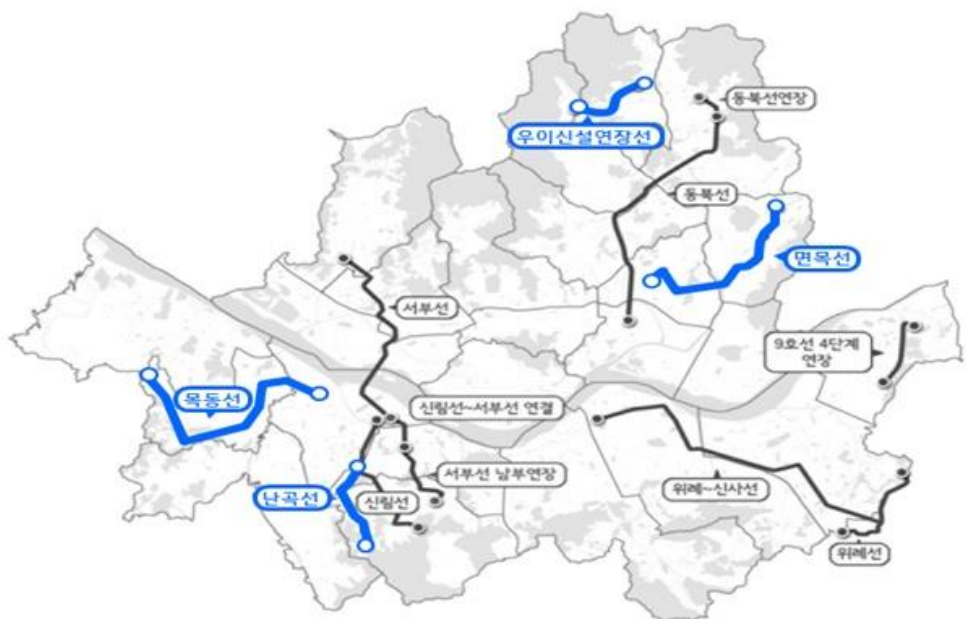 동북선연장
우이신설연장선
동북선
면목선
서부선
9호선 4단계
연장
목동선
신림선~서부선 연결
서부선 남부연장
난곡선
신림선
위례~신사선
위례선